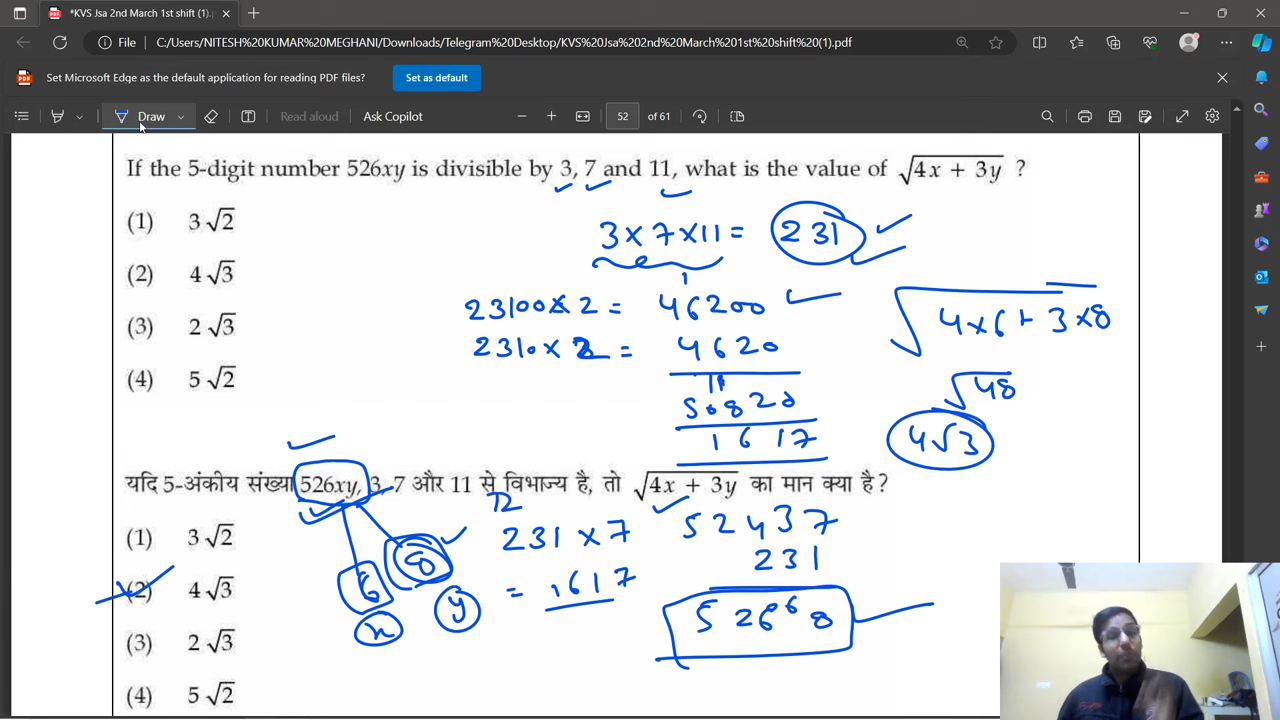 *KVS Jsa 2nd March 1st shift (1).p
File C:/Users/NITESH%20KUMAR%20MEGHANI/Downloads/Telegram%20Desktop/KVS%20Jsa%202nd%20March%201st%20shift%20(1).pdf
Set Microsoft Edge as the default application for reading PDF files? Set as default
Draw Read aloud Ask Copilot 52 of 61
If the 5-digit number 526xy is divisible by 3, 7 and 11, what is the value of √4x + 3y ?
(1) 3√2
3 × 7 × 11 = 231
(2) 4√3
23100 × 2 = 46200
√4×6 + 3×8
(3) 2√3
2310 × 2 = 4620
(4) 5√2
√48
50820
1617
4√3
यदि 5-अंकीय संख्या 526xy, 3, 7 और 11 से विभाज्य है, तो √4x + 3y का मान क्या है?
(1) 3√2
231 × 7
52437
8
231
(2) 4√3
6
= 1617
y
52668
x
(3) 2√3
(4) 5√2